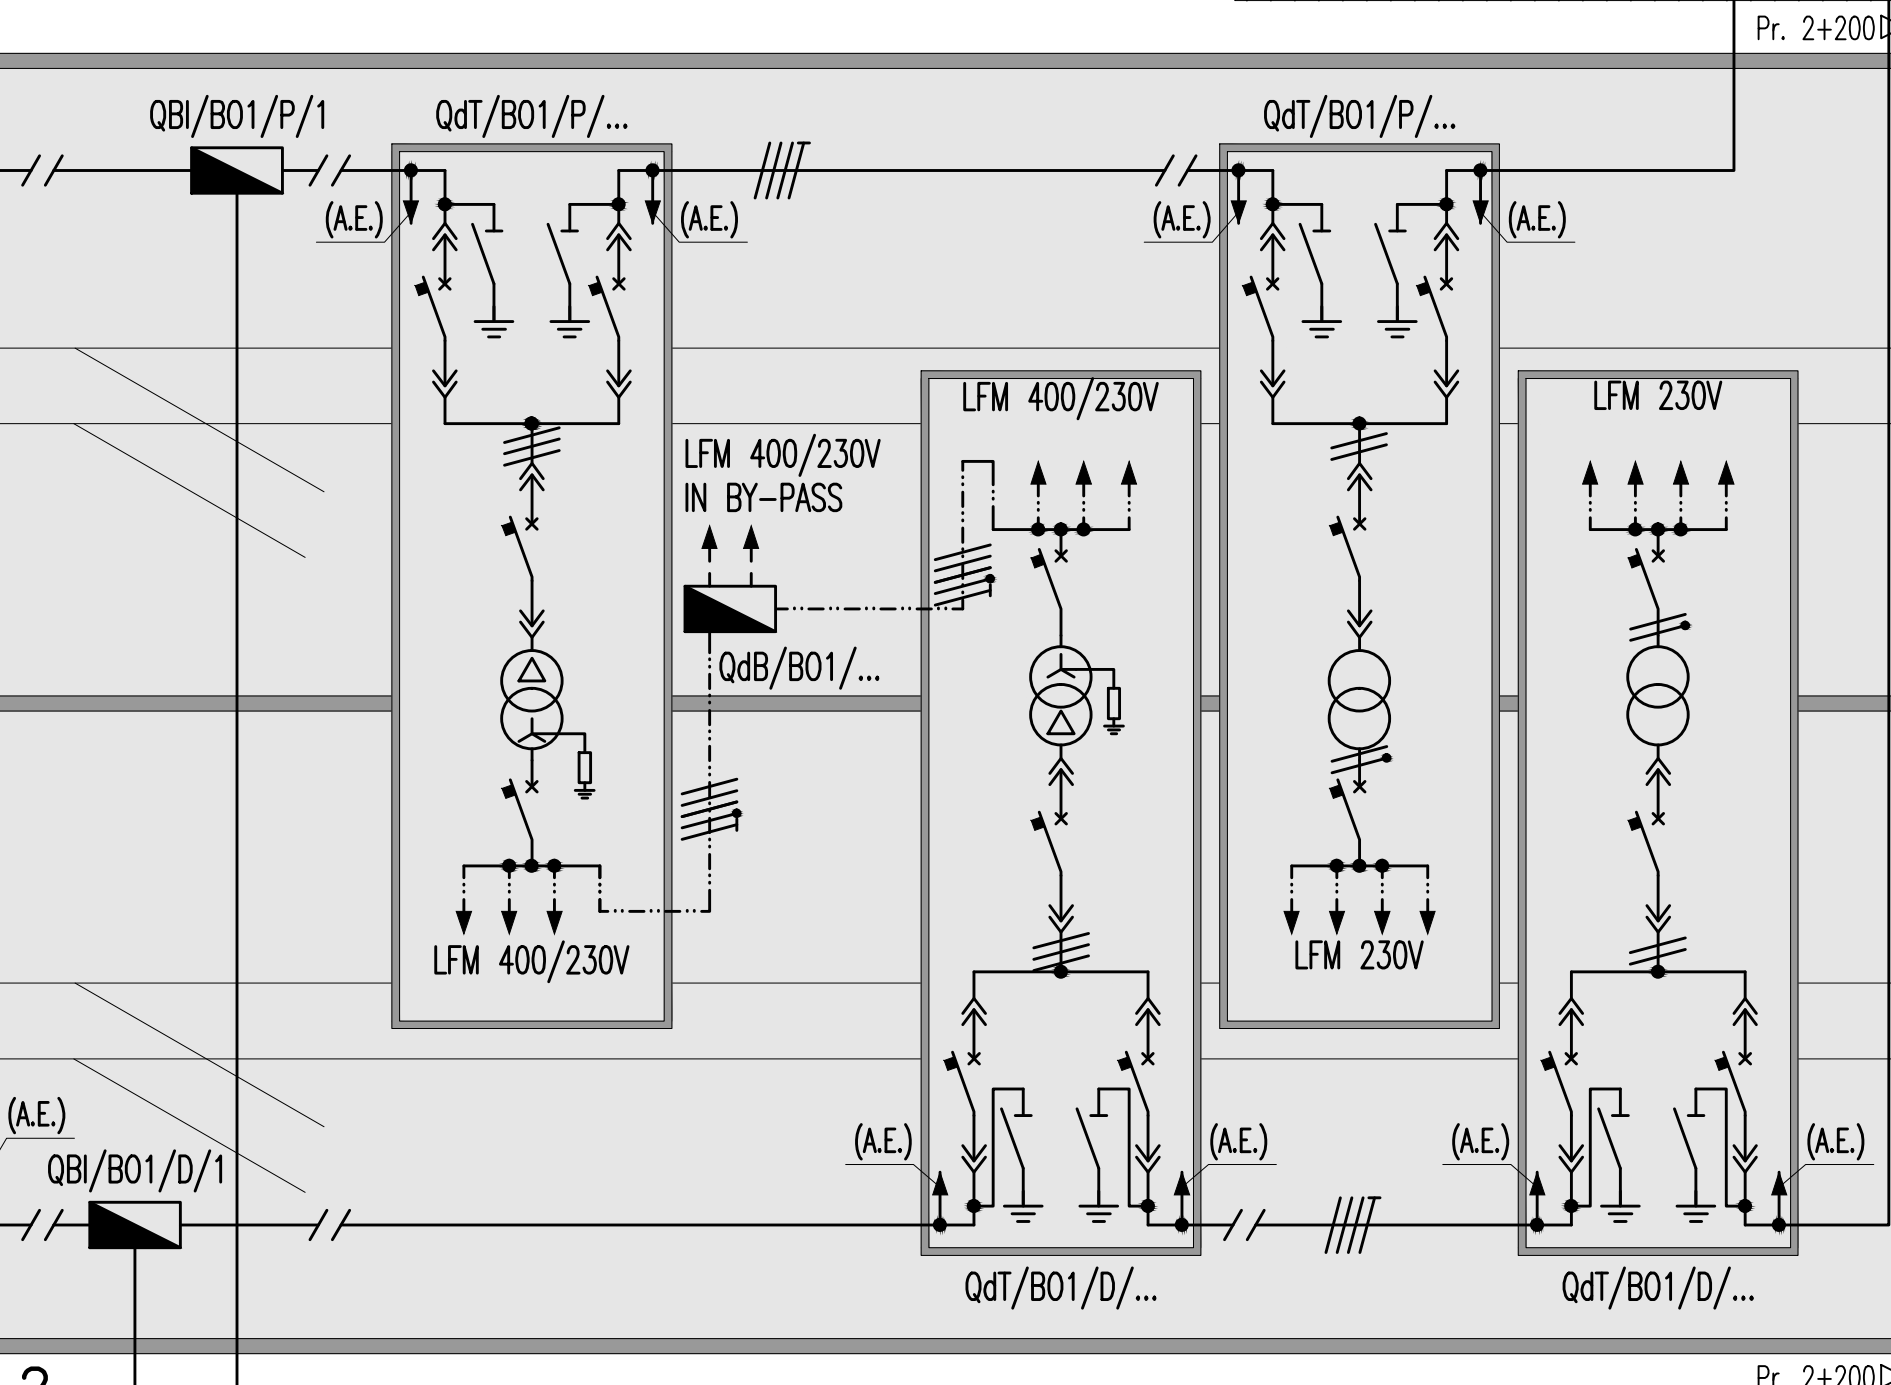 Pr. 2+200
QBI/B01/P/1
QdT/B01/P/...
QdT/B01/P/...
(A.E.)
(A.E.)
(A.E.)
(A.E.)
LFM 400/230V
LFM 230V
LFM 400/230V
IN BY-PASS
QdB/B01/...
LFM 400/230V
LFM 230V
(A.E.)
(A.E.)
(A.E.)
(A.E.)
(A.E.)
QBI/B01/D/1
QdT/B01/D/...
QdT/B01/D/...
Pr. 2+200